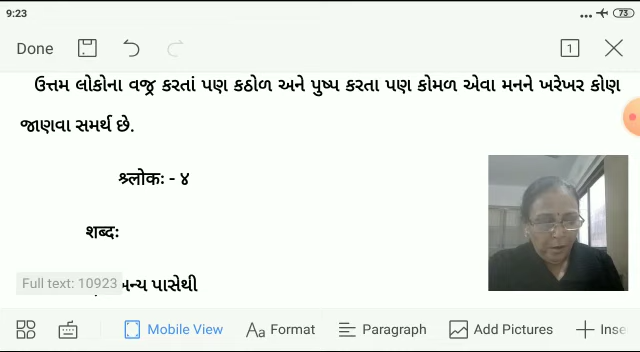 9:23
73
Done
1
ઉત્તમ લોકોના વજ્ર કરતાં પણ કઠોળ અને પુષ્પ કરતા પણ કોમળ એવા મનને ખરેખર કોણ
જાણવા સમર્થ છે.
શ્ર્લોકઃ - ૪
શબ્દઃ
Full text: 10923
પાસેથી
Mobile View
Aa Format
Paragraph
Add Pictures
Inse